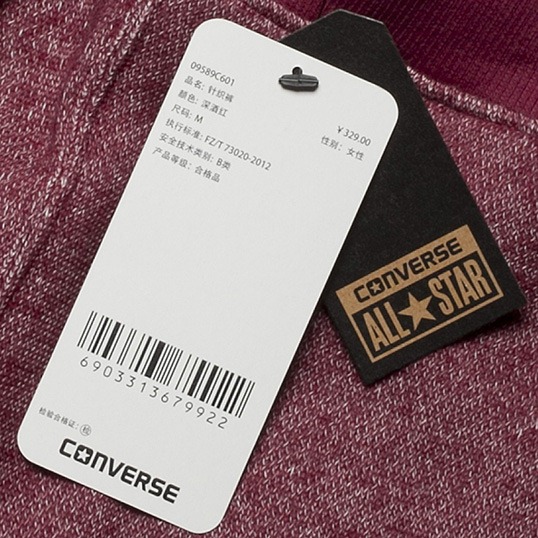 09589C601
品名: 针织裤
颜色: 深酒红
尺码: M
执行标准: FZ/T 73020-2012
安全技术类别: B类
产品等级: 合格品
¥329.00
性别: 女性
6903313679922
检验合格证: 检
CONVERSE
CONVERSE
ALL★STAR